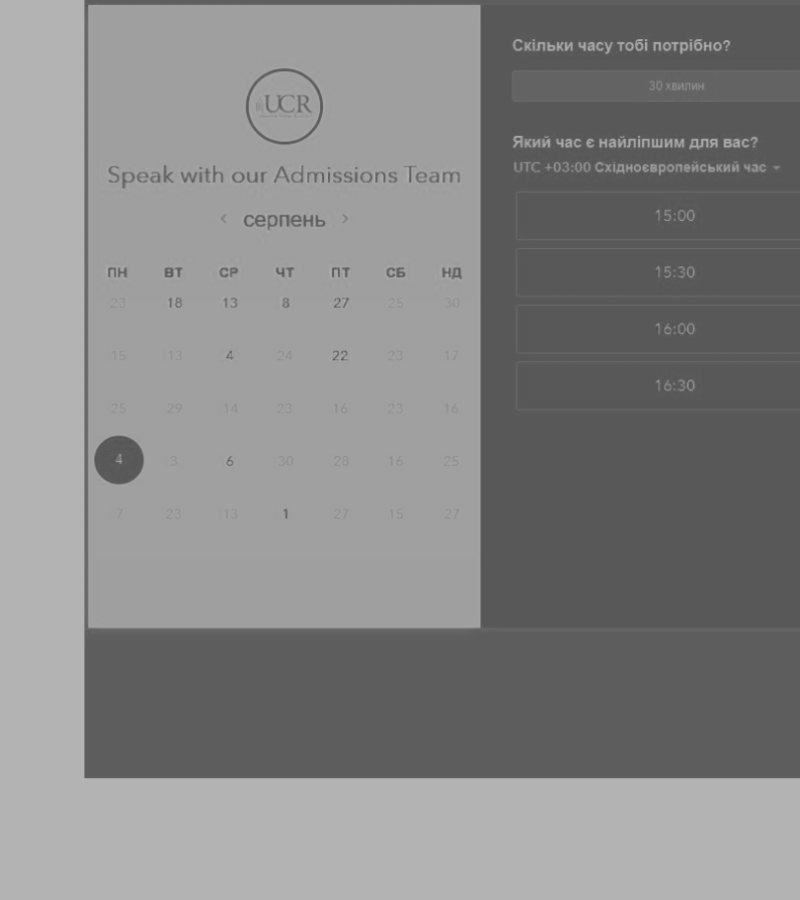 UCR
Speak with our Admissions Team
‹ серпень ›
ПН ВТ СР ЧТ ПТ СБ НД
23 18 13 8 27 25 30
15 13 4 24 22 23 17
25 29 14 23 16 23 16
4 3 6 30 28 16 25
7 23 13 1 27 15 27
Скільки часу тобі потрібно?
30 хвилин
Який час є найліпшим для вас?
UTC +03:00 Східноєвропейський час
15:00
15:30
16:00
16:30